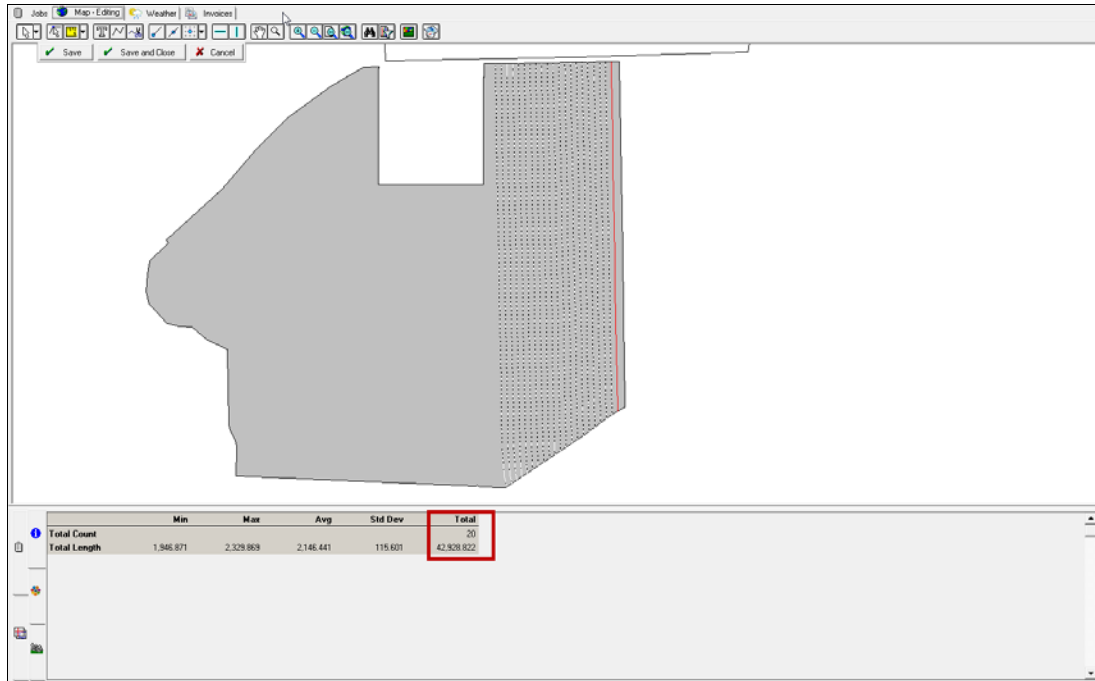 Jobs Map - Editing Weather Invoices
Save Save and Close Cancel
Min Max Avg Std Dev Total
Total Count 20
Total Length 1,946.871 2,329.869 2,146.441 115.601 42,928.822